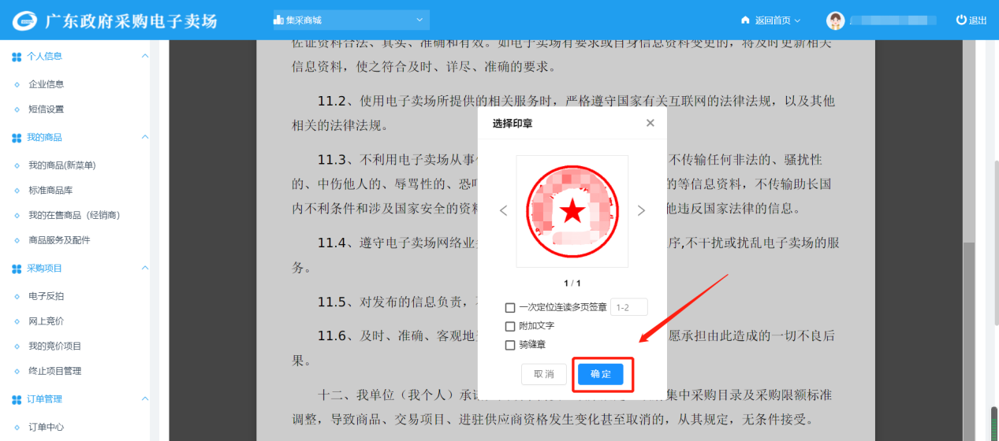 广东政府采购电子卖场
集采商城
返回首页
退出
个人信息
企业信息
短信设置
我的商品
我的商品(新菜单)
标准商品库
我的在售商品（经销商）
商品服务及配件
采购项目
电子反拍
网上竞价
我的竞价项目
终止项目管理
订单管理
订单中心
佐证资料合法、真实、准确和有效。如电子卖场有要求或自身信息资料变更的，将及时更新相关
信息资料，使之符合及时、详尽、准确的要求。
11.2、使用电子卖场所提供的相关服务时，严格遵守国家有关互联网的法律法规，以及其他
相关的法律法规。
11.3、不利用电子卖场从事
不传输任何非法的、骚扰性
的、中伤他人的、辱骂性的、恐
的等信息资料，不传输助长国
内不利条件和涉及国家安全的资
他违反国家法律的信息。
11.4、遵守电子卖场网络业
序,不干扰或扰乱电子卖场的服
务。
11.5、对发布的信息负责，
11.6、及时、准确、客观地
愿承担由此造成的一切不良后
果。
十二、我单位（我个人）承
集中采购目录及采购限额标准
调整，导致商品、交易项目、进驻供应商资格发生变化甚至取消的，从其规定，无条件接受。
选择印章
1 / 1
一次定位连读多页签章 1-2
附加文字
骑缝章
取 消
确 定